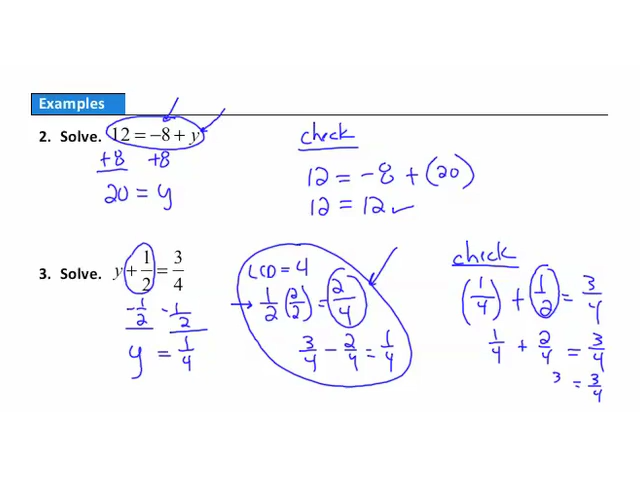 Examples
2. Solve. 12 = −8 + y
+8 +8
20 = y
check
12 = -8 + (20)
12 = 12 ✓
3. Solve. y + 1/2 = 3/4
-1/2 -1/2
y = 1/4
LCD = 4
→ 1/2 (2/2) = 2/4
3/4 - 2/4 = 1/4
check
(1/4) + 1/2 = 3/4
1/4 + 2/4 = 3/4
3 = 3/4